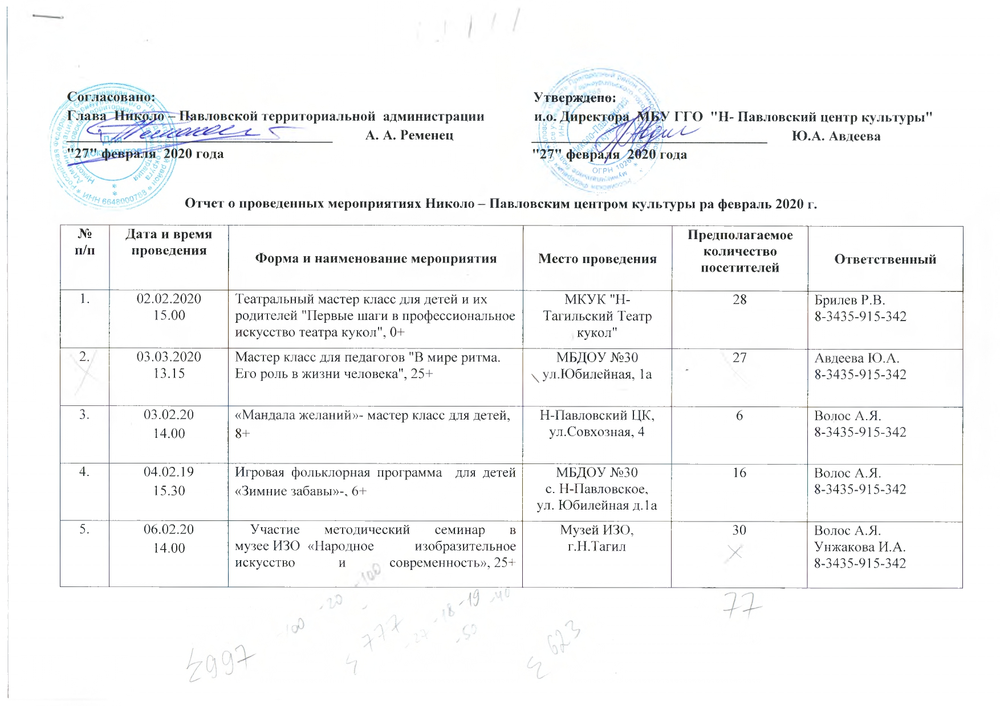 Согласовано:
Глава Николо – Павловской территориальной администрации
А. А. Ременец
"27" февраля 2020 года
Утверждено:
и.о. Директора МБУ ГГО "Н- Павловский центр культуры"
Ю.А. Авдеева
"27" февраля 2020 года
Для
документов
ИНН 6648000788
Николо-Павловский
Отчет о проведенных мероприятиях Николо – Павловским центром культуры ра февраль 2020 г.
№
п/п
Дата и время
проведения
Форма и наименование мероприятия
Место проведения
Предполагаемое
количество
посетителей
Ответственный
1.
02.02.2020
15.00
Театральный мастер класс для детей и их
родителей "Первые шаги в профессиональное
искусство театра кукол", 0+
МКУК "Н-
Тагильский Театр
кукол"
28
Брилев Р.В.
8-3435-915-342
2.
03.03.2020
13.15
Мастер класс для педагогов "В мире ритма.
Его роль в жизни человека", 25+
МБДОУ №30
ул.Юбилейная, 1а
27
Авдеева Ю.А.
8-3435-915-342
3.
03.02.20
14.00
«Мандала желаний»- мастер класс для детей,
8+
Н-Павловский ЦК,
ул.Совхозная, 4
6
Волос А.Я.
8-3435-915-342
4.
04.02.19
15.30
Игровая фольклорная программа для детей
«Зимние забавы»-, 6+
МБДОУ №30
с. Н-Павловское,
ул. Юбилейная д.1а
16
Волос А.Я.
8-3435-915-342
5.
06.02.20
14.00
Участие методический семинар в
музее ИЗО «Народное изобразительное
искусство и современность», 25+
Музей ИЗО,
г.Н.Тагил
30
Волос А.Я.
Унжакова И.А.
8-3435-915-342
-100
-20
-100
-18 -19 -40
-27
-50
777
623
997
77